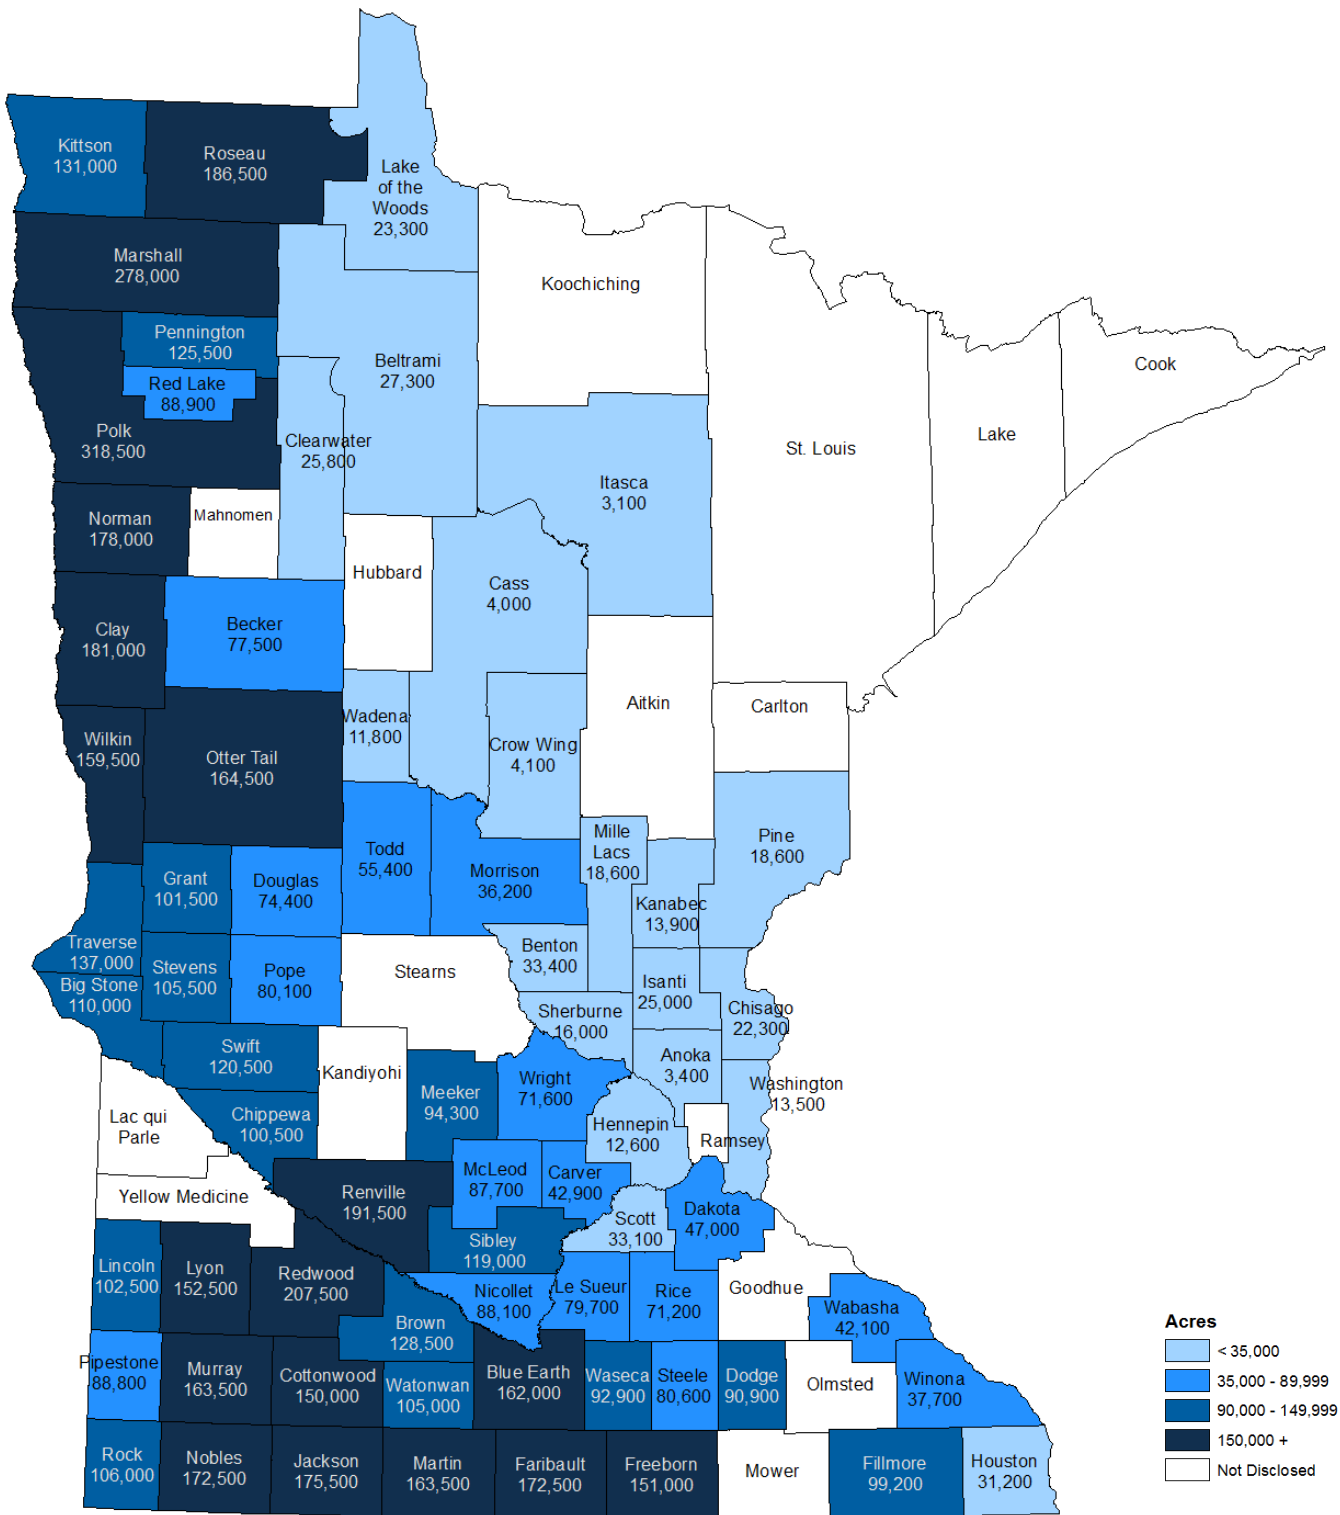 Kittson
131,000
Roseau
186,500
Lake
of the
Woods
23,300
Marshall
278,000
Koochiching
Pennington
125,500
Beltrami
27,300
Red Lake
88,900
Cook
Polk
318,500
Clearwater
25,800
St. Louis
Lake
Itasca
3,100
Norman
178,000
Mahnomen
Hubbard
Cass
4,000
Clay
181,000
Becker
77,500
Aitkin
Carlton
Wadena
11,800
Wilkin
159,500
Otter Tail
164,500
Crow Wing
4,100
Mille
Lacs
18,600
Pine
18,600
Todd
55,400
Morrison
36,200
Grant
101,500
Douglas
74,400
Kanabec
13,900
Traverse
137,000
Benton
33,400
Stevens
105,500
Pope
80,100
Stearns
Isanti
25,000
Big Stone
110,000
Sherburne
16,000
Chisago
22,300
Swift
120,500
Kandiyohi
Anoka
3,400
Wright
71,600
Meeker
94,300
Washington
13,500
Lac qui
Parle
Chippewa
100,500
Hennepin
12,600
Ramsey
Yellow Medicine
Renville
191,500
McLeod
87,700
Carver
42,900
Scott
33,100
Dakota
47,000
Sibley
119,000
Lincoln
102,500
Lyon
152,500
Redwood
207,500
Nicollet
88,100
Le Sueur
79,700
Rice
71,200
Goodhue
Wabasha
42,100
Brown
128,500
Pipestone
88,800
Murray
163,500
Cottonwood
150,000
Watonwan
105,000
Blue Earth
162,000
Waseca
92,900
Steele
80,600
Dodge
90,900
Olmsted
Winona
37,700
Rock
106,000
Nobles
172,500
Jackson
175,500
Martin
163,500
Faribault
172,500
Freeborn
151,000
Mower
Fillmore
99,200
Houston
31,200
Acres
< 35,000
35,000 - 89,999
90,000 - 149,999
150,000 +
Not Disclosed